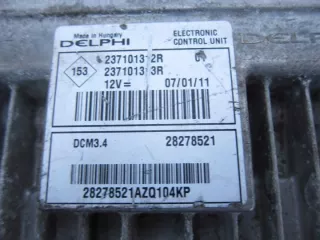 Made in Hungary
DELPHI
ELECTRONIC
CONTROL UNIT
153
237101312R
237101313R
12V=
07/01/11
DCM3.4
28278521
28278521AZQ104KP